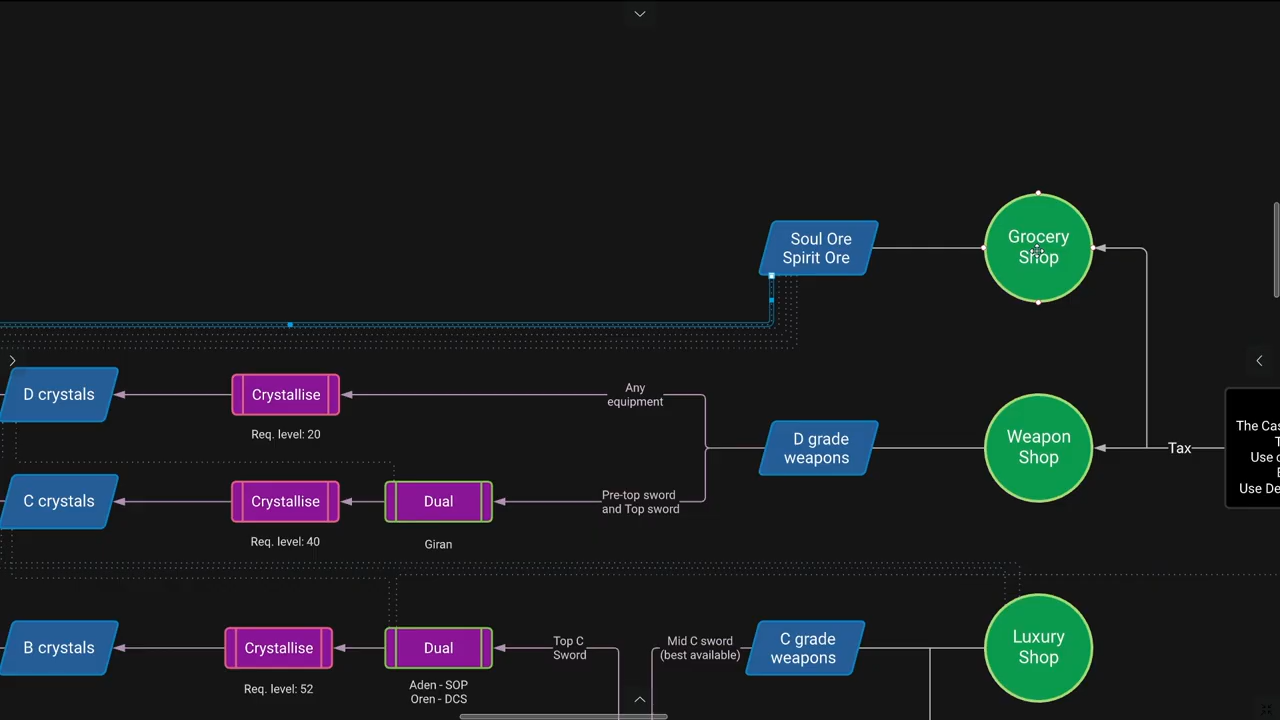 Soul Ore
Spirit Ore
Grocery
Shop
D crystals
Crystallise
Req. level: 20
Any
equipment
D grade
weapons
Weapon
Shop
Tax
The Cas
T
Use o
E
Use De
C crystals
Crystallise
Req. level: 40
Dual
Giran
Pre-top sword
and Top sword
B crystals
Crystallise
Req. level: 52
Dual
Aden - SOP
Oren - DCS
Top C
Sword
Mid C sword
(best available)
C grade
weapons
Luxury
Shop